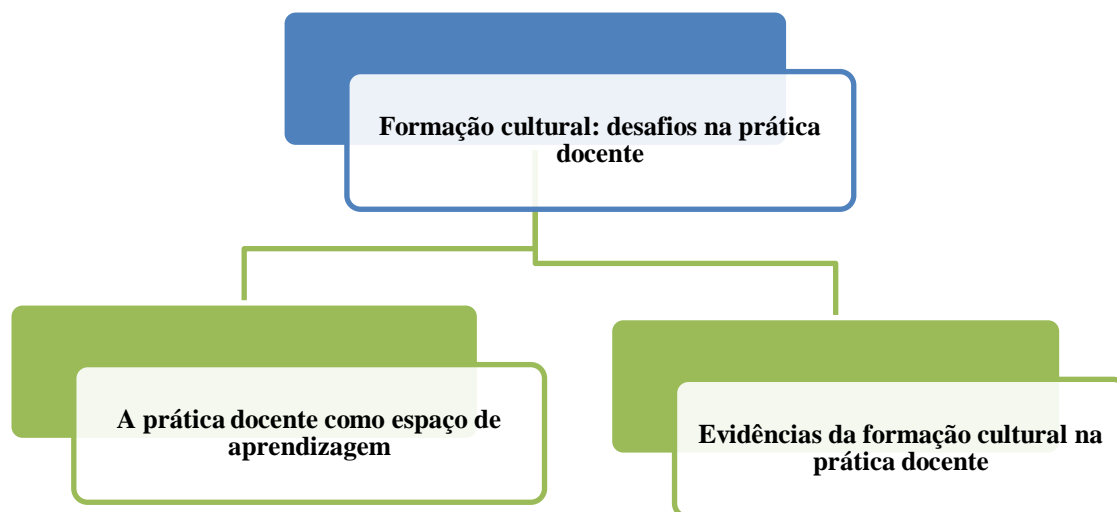 Formação cultural: desafios na prática
docente
A prática docente como espaço de
aprendizagem
Evidências da formação cultural na
prática docente